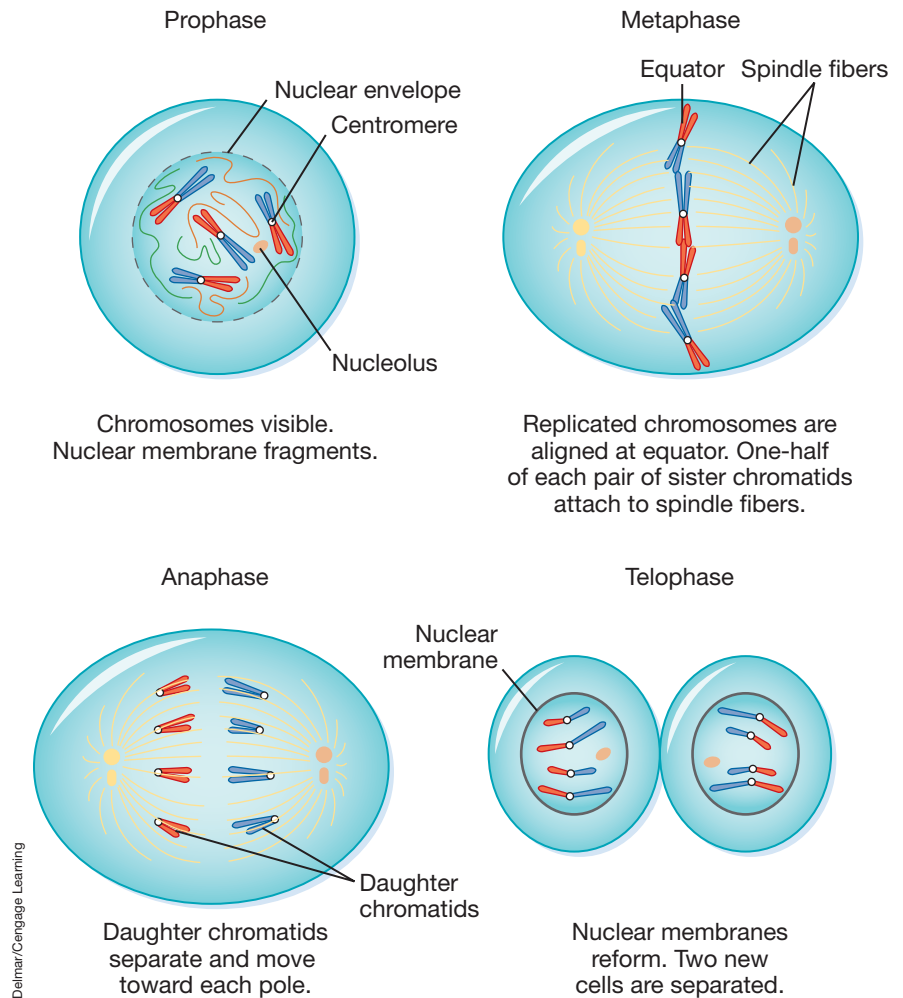 Prophase
Nuclear envelope
Centromere
Nucleolus
Chromosomes visible.
Nuclear membrane fragments.
Metaphase
Equator
Spindle fibers
Replicated chromosomes are
aligned at equator. One-half
of each pair of sister chromatids
attach to spindle fibers.
Anaphase
Daughter
chromatids
Daughter chromatids
separate and move
toward each pole.
Telophase
Nuclear
membrane
Nuclear membranes
reform. Two new
cells are separated.
Delmar/Cengage Learning